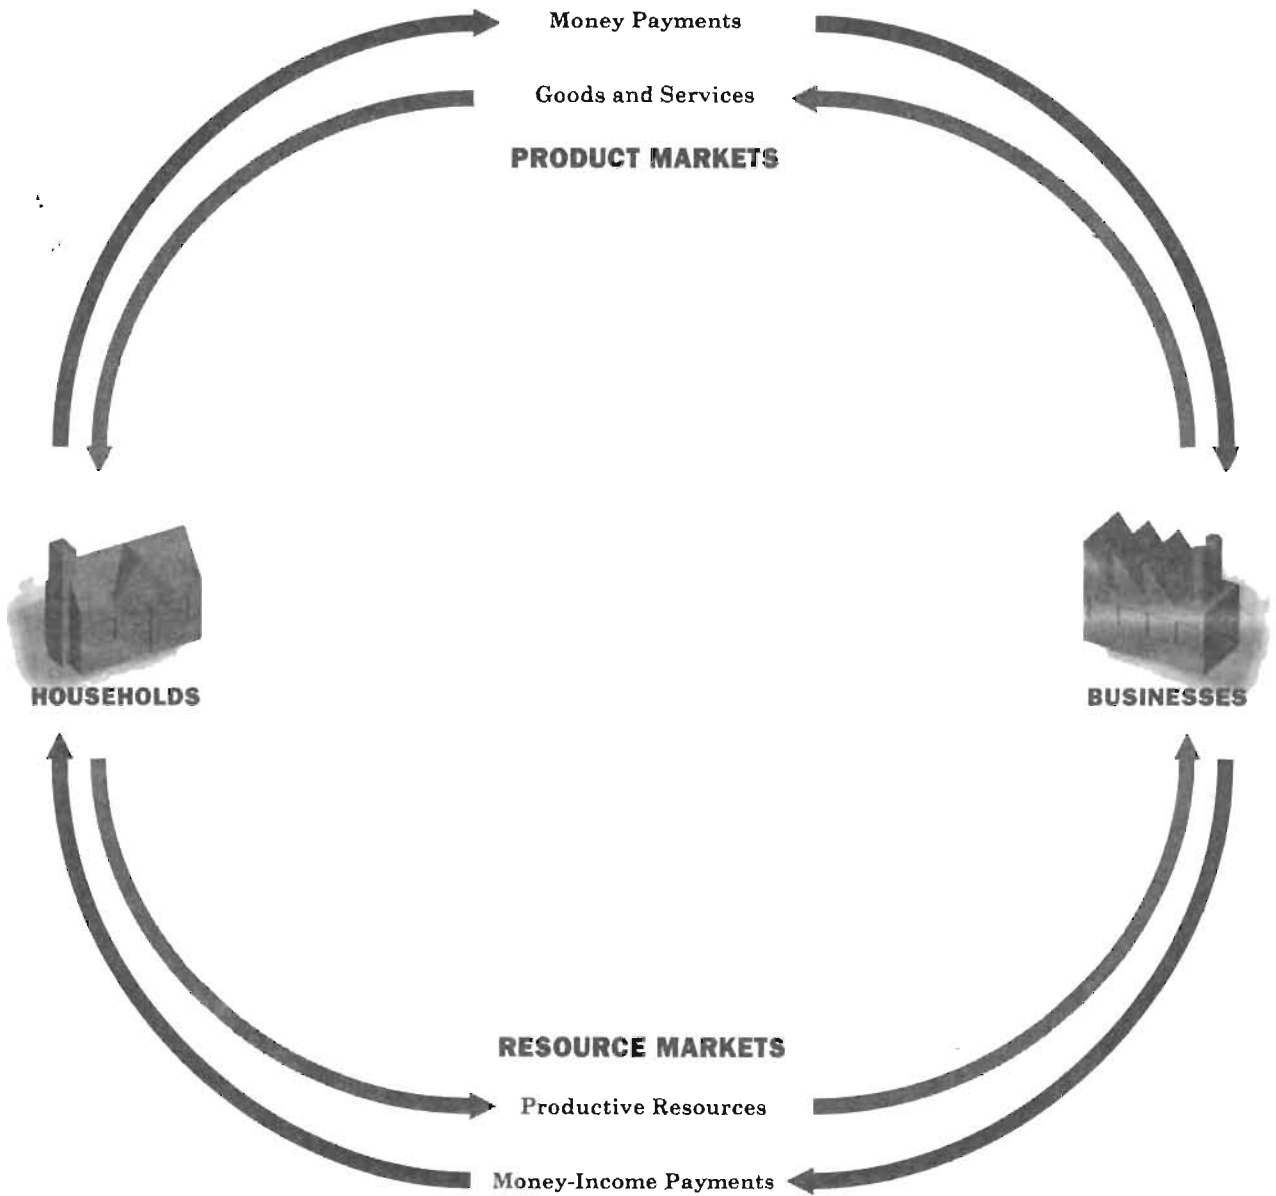 Money Payments
Goods and Services
PRODUCT MARKETS
HOUSEHOLDS
BUSINESSES
RESOURCE MARKETS
Productive Resources
Money-Income Payments